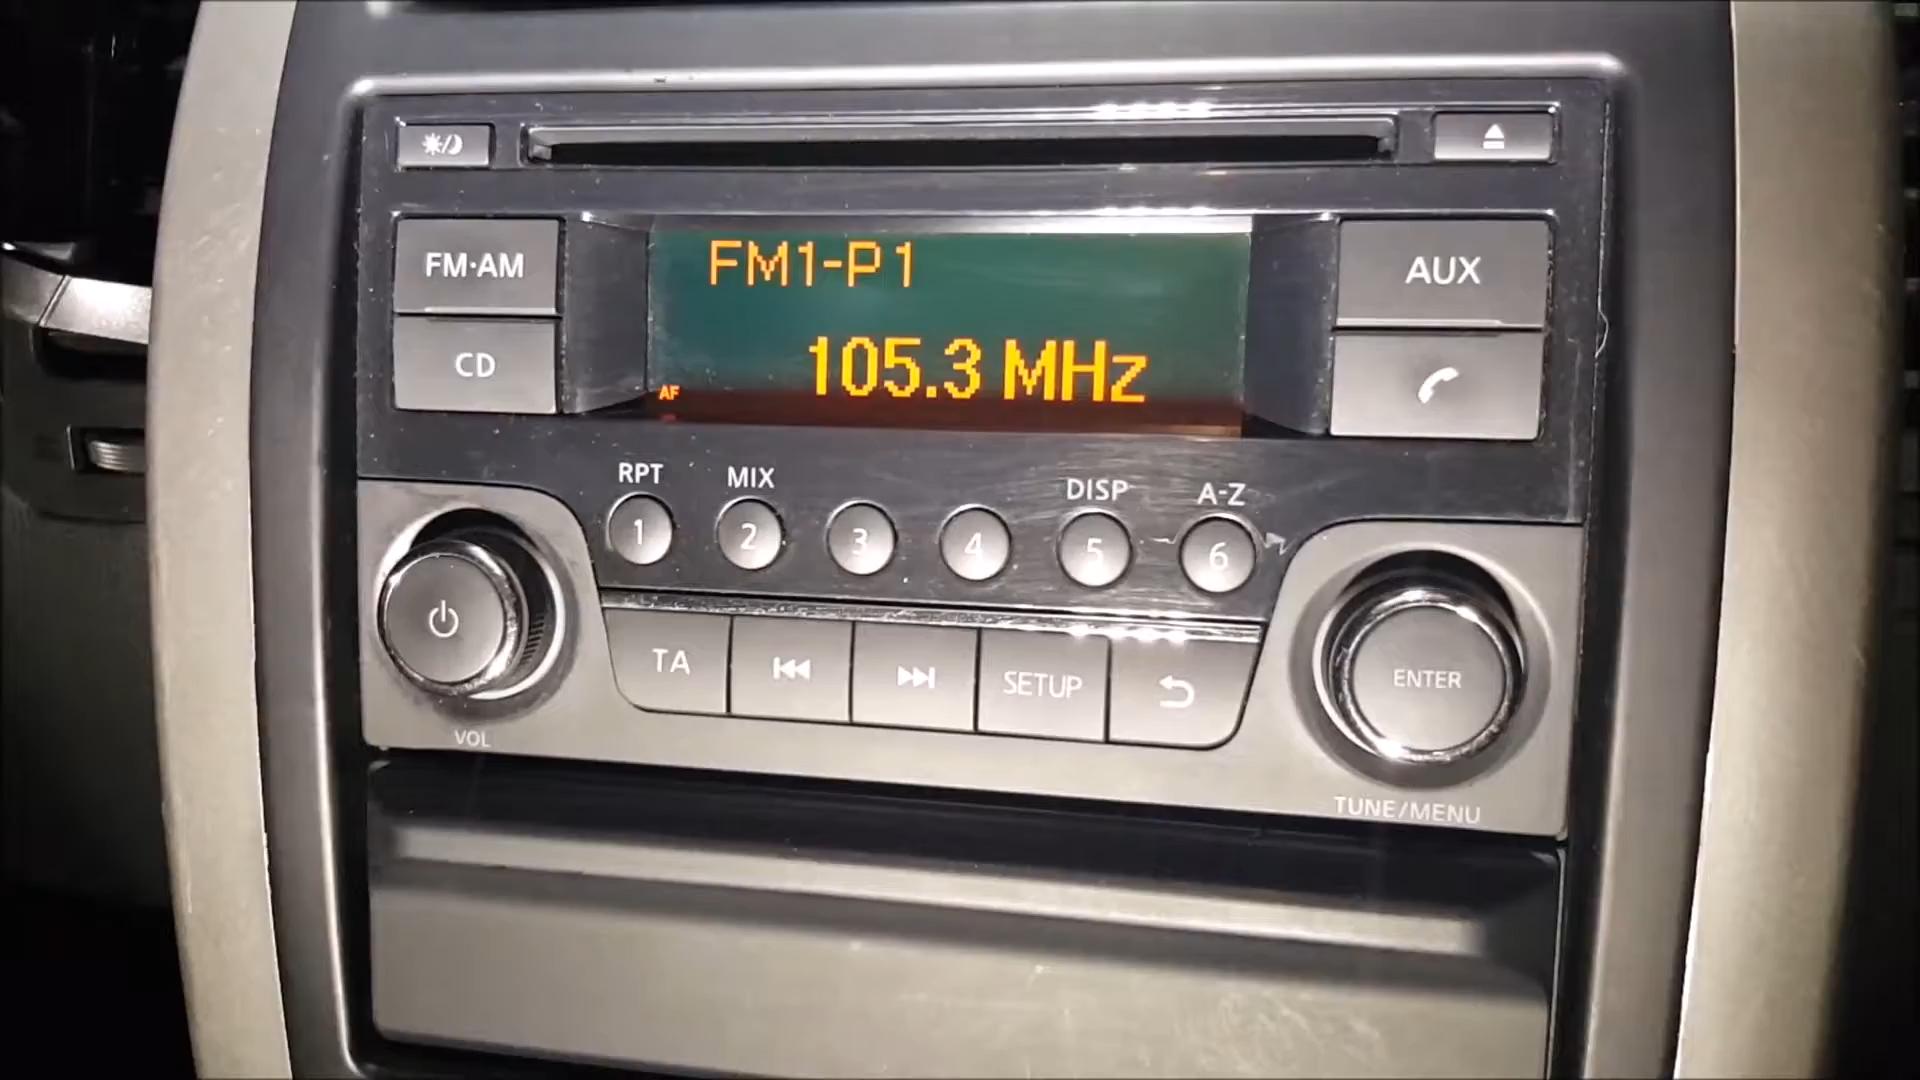 FM·AM
CD
FM1-P1
105.3 MHz
AF
AUX
RPT
MIX
DISP
A-Z
1
2
3
4
5
6
TA
SETUP
ENTER
VOL
TUNE/MENU